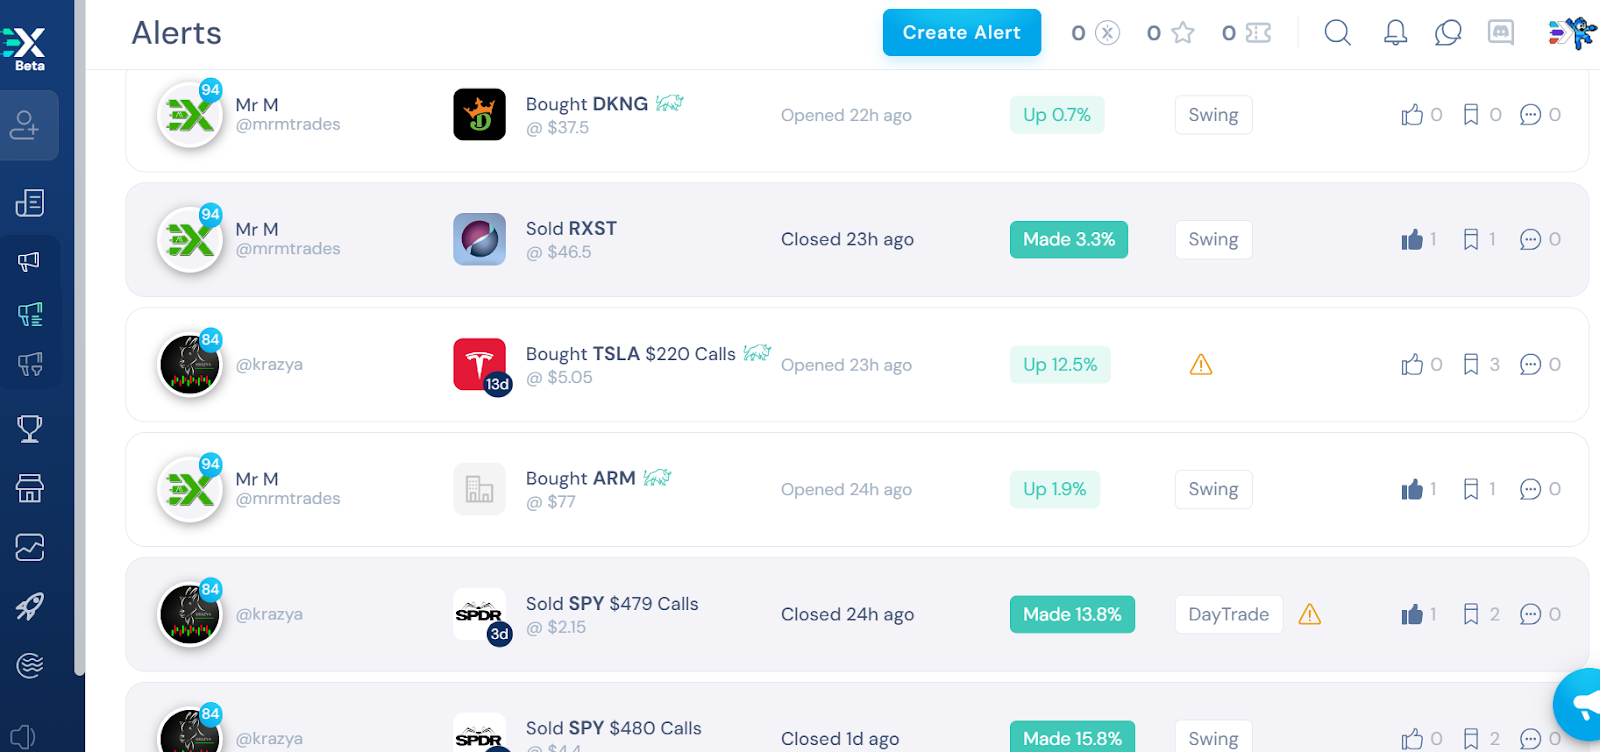 X
Beta
Alerts
Create Alert
0
0
0
94
Mr M
@mrmtrades
Bought DKNG
@ $37.5
Opened 22h ago
Up 0.7%
Swing
0
0
0
94
Mr M
@mrmtrades
Sold RXST
@ $46.5
Closed 23h ago
Made 3.3%
Swing
1
1
0
84
@krazya
13d
Bought TSLA $220 Calls
@ $5.05
Opened 23h ago
Up 12.5%
0
3
0
94
Mr M
@mrmtrades
Bought ARM
@ $77
Opened 24h ago
Up 1.9%
Swing
1
1
0
84
@krazya
SPDR
3d
Sold SPY $479 Calls
@ $2.15
Closed 24h ago
Made 13.8%
DayTrade
1
2
0
84
@krazya
SPDR
Sold SPY $480 Calls
@ $4.4
Closed 1d ago
Made 15.8%
Swing
0
2
0